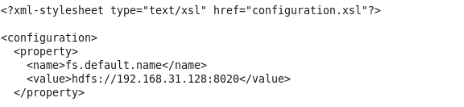 <?xml-stylesheet type="text/xsl" href="configuration.xsl"?>

<configuration>
  <property>
    <name>fs.default.name</name>
    <value>hdfs://192.168.31.128:8020</value>
  </property>